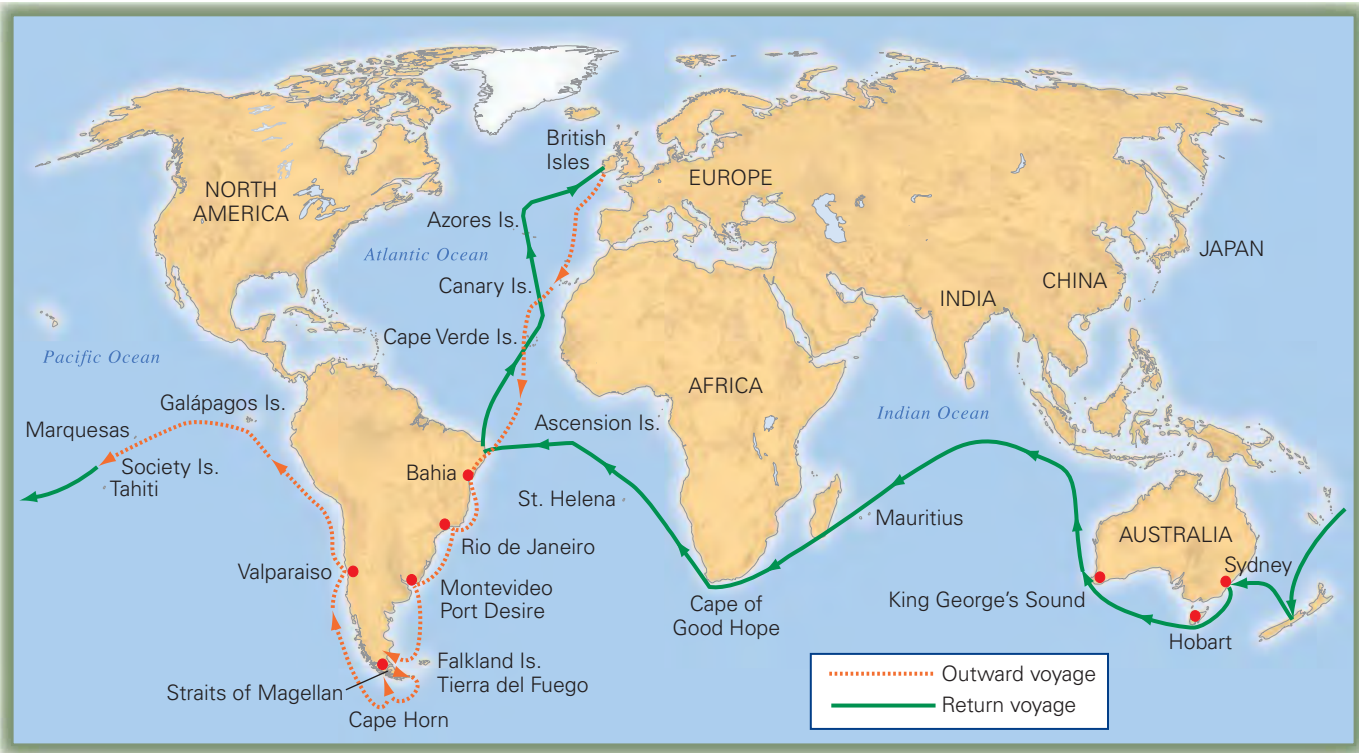 British
Isles
NORTH
AMERICA
EUROPE
Azores Is.
Atlantic Ocean
JAPAN
Canary Is.
CHINA
INDIA
Cape Verde Is.
Pacific Ocean
AFRICA
Galápagos Is.
Indian Ocean
Marquesas
Ascension Is.
Society Is.
Tahiti
Bahia
St. Helena
Mauritius
AUSTRALIA
Rio de Janeiro
Sydney
Valparaiso
Montevideo
Port Desire
King George's Sound
Cape of
Good Hope
Hobart
Falkland Is.
Tierra del Fuego
Straits of Magellan
Cape Horn
Outward voyage
Return voyage